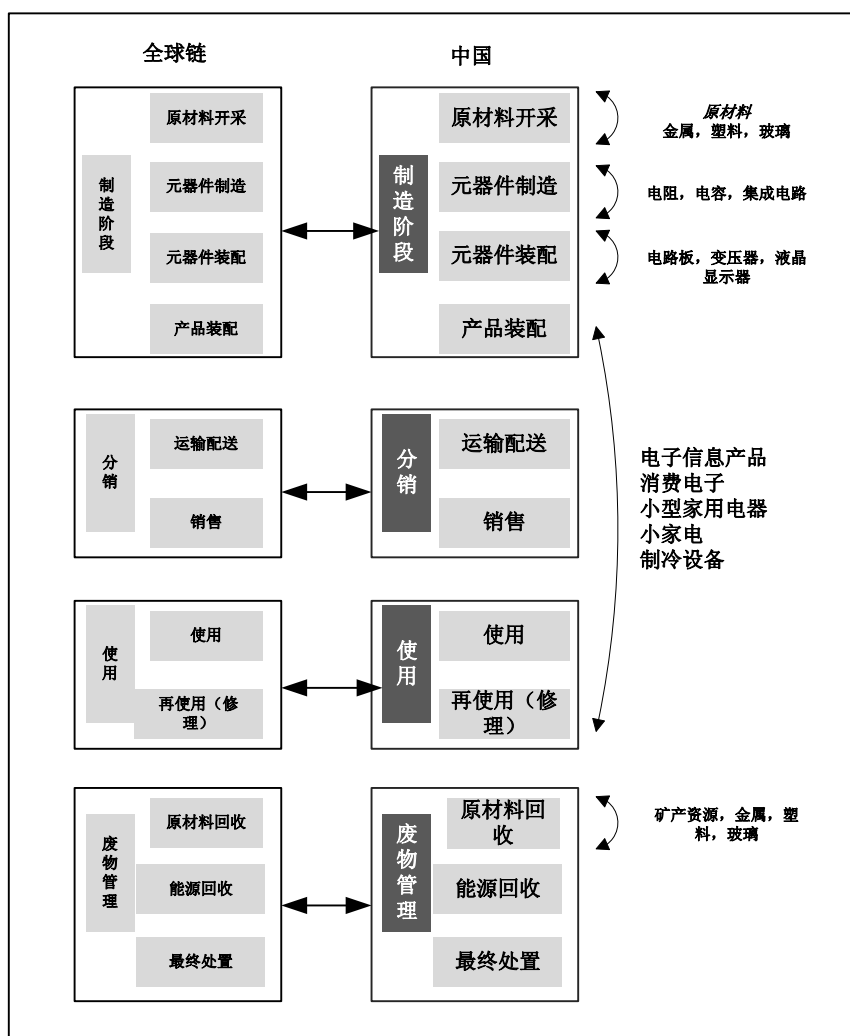 全球链
中国
制造阶段
原材料开采
元器件制造
元器件装配
产品装配
制造阶段
原材料开采
元器件制造
元器件装配
产品装配
原材料
金属，塑料，玻璃
电阻，电容，集成电路
电路板，变压器，液晶
显示器
分销
运输配送
销售
分销
运输配送
销售
电子信息产品
消费电子
小型家用电器
小家电
制冷设备
使用
使用
再使用（修
理）
使用
使用
再使用（修
理）
废物管理
原材料回收
能源回收
最终处置
废物管理
原材料回
收
能源回收
最终处置
矿产资源，金属，塑
料，玻璃